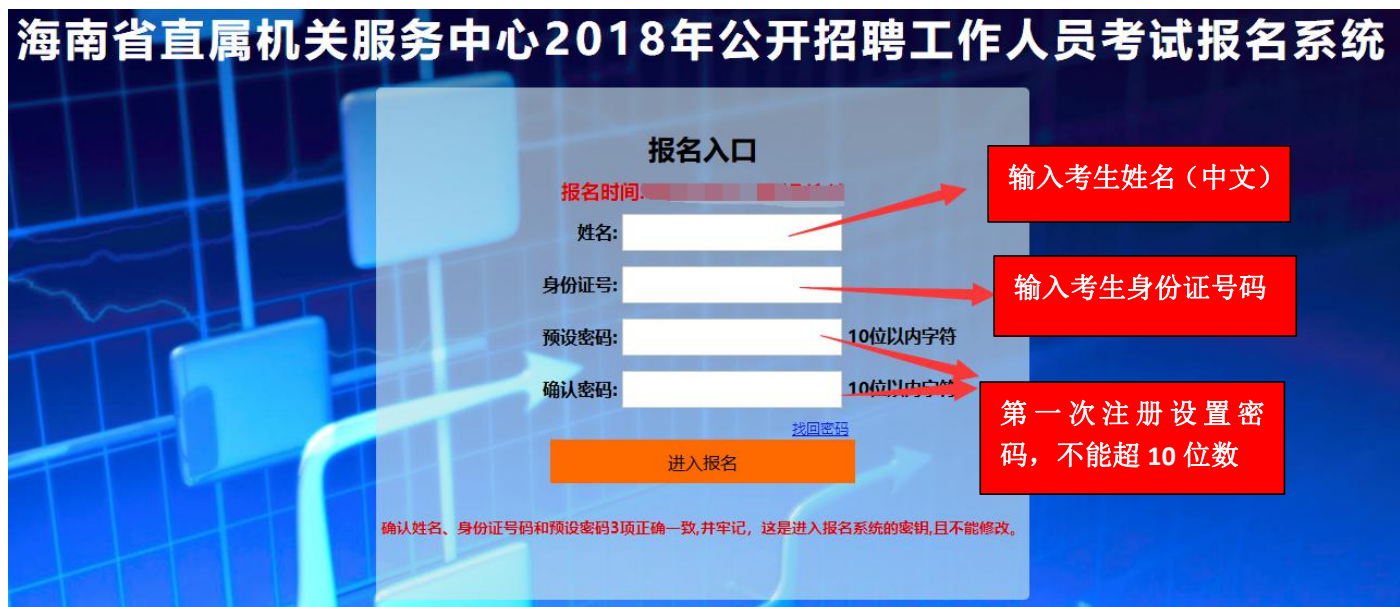 海南省直属机关服务中心2018年公开招聘工作人员考试报名系统
报名入口
报名时间:
姓名:
输入考生姓名（中文）
身份证号:
输入考生身份证号码
预设密码:
10位以内字符
确认密码:
10位以内字符
第一次注册设置密
码，不能超 10 位数
找回密码
进入报名
确认姓名、身份证号码和预设密码3项正确一致,并牢记，这是进入报名系统的密钥,且不能修改。